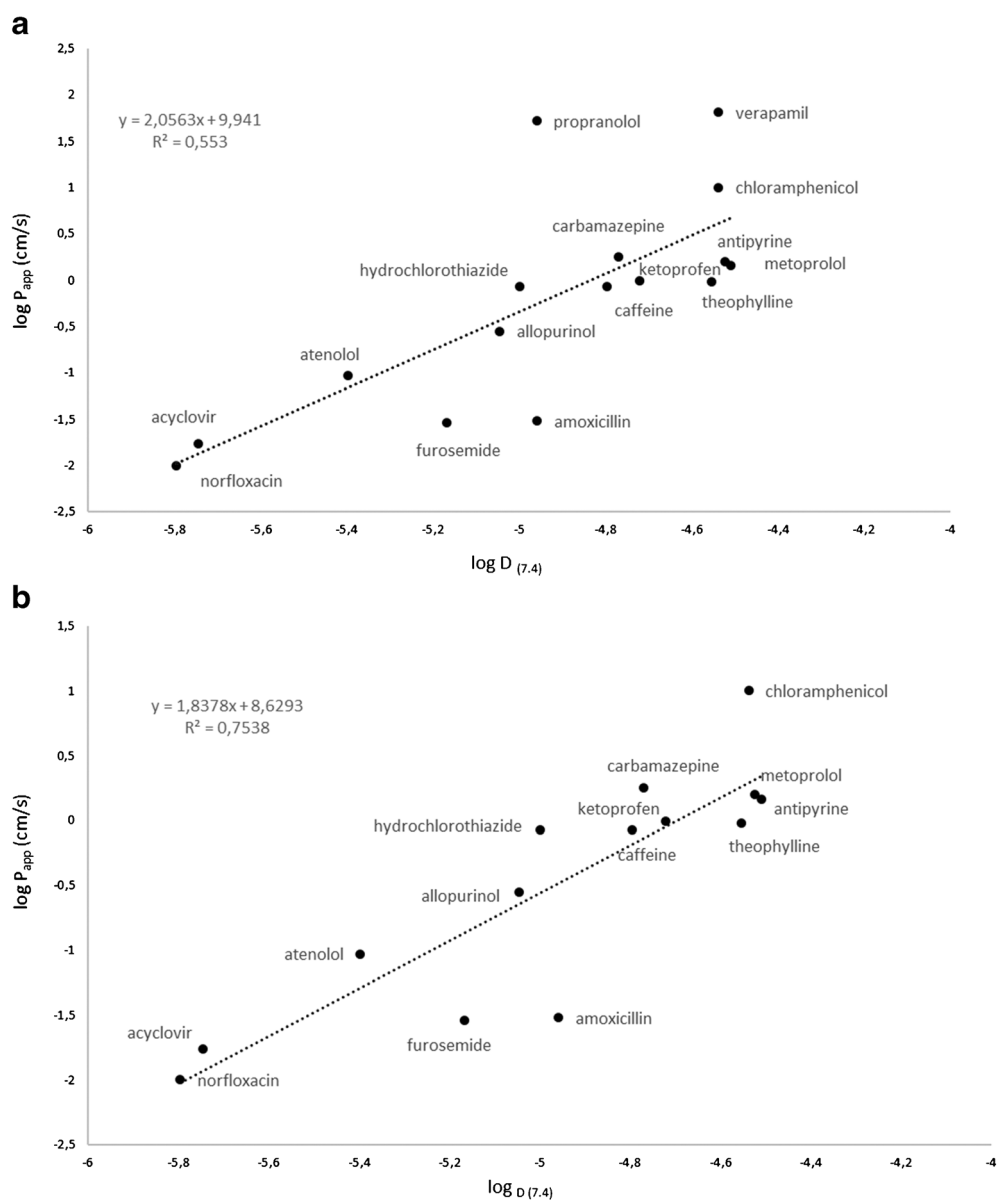 a
2,5
2
1,5
1
0,5
0
-0,5
-1
-1,5
-2
-2,5
y = 2,0563x + 9,941
R² = 0,553
propranolol
verapamil
chloramphenicol
carbamazepine
antipyrine
hydrochlorothiazide
ketoprofen
metoprolol
caffeine
theophylline
allopurinol
atenolol
acyclovir
amoxicillin
furosemide
norfloxacin
log Papp (cm/s)
-6 -5,8 -5,6 -5,4 -5,2 -5 -4,8 -4,6 -4,4 -4,2 -4
log D (7.4)
b
1,5
1
0,5
0
-0,5
-1
-1,5
-2
-2,5
y = 1,8378x + 8,6293
R² = 0,7538
chloramphenicol
carbamazepine
metoprolol
ketoprofen
antipyrine
hydrochlorothiazide
caffeine
theophylline
allopurinol
atenolol
amoxicillin
acyclovir
furosemide
norfloxacin
log Papp (cm/s)
-6 -5,8 -5,6 -5,4 -5,2 -5 -4,8 -4,6 -4,4 -4,2 -4
log D (7.4)